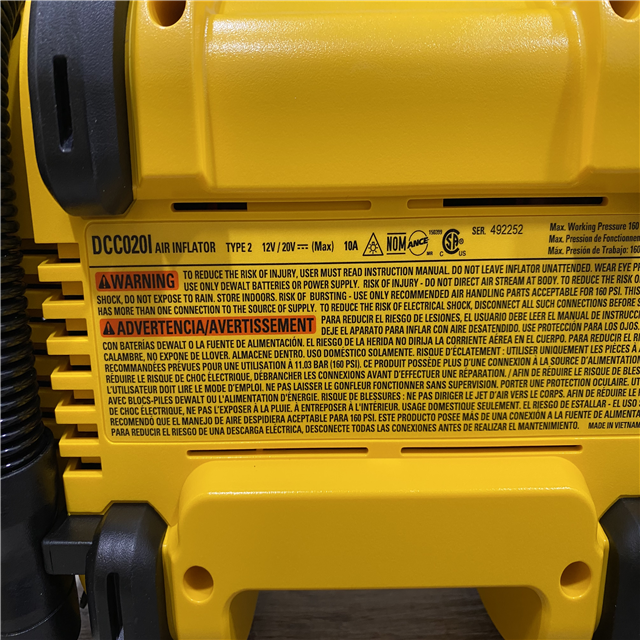 DCC020I AIR INFLATOR TYPE 2 12V / 20V (Max) 10A NOM ANCE 150299 MR SER. 492252 Max. Working Pressure 160
Max. Pression de Fonctionnement
Max. Presión de Trabajo: 160
WARNING TO REDUCE THE RISK OF INJURY, USER MUST READ INSTRUCTION MANUAL. DO NOT LEAVE INFLATOR UNATTENDED. WEAR EYE
USE ONLY DEWALT BATTERIES OR POWER SUPPLY. RISK OF INJURY - DO NOT DIRECT AIR STREAM AT BODY. TO REDUCE THE RISK OF
SHOCK, DO NOT EXPOSE TO RAIN. STORE INDOORS. RISK OF BURSTING - USE ONLY RECOMMENDED AIR HANDLING PARTS ACCEPTABLE FOR 160 PSI. THIS
HAS MORE THAN ONE CONNECTION TO THE SOURCE OF SUPPLY. TO REDUCE THE RISK OF ELECTRICAL SHOCK, DISCONNECT ALL SUCH CONNECTIONS BEFORE
ADVERTENCIA/AVERTISSEMENT PARA REDUCIR EL RIESGO DE LESIONES, EL USUARIO DEBE LEER EL MANUAL DE
DEJE EL APARATO PARA INFLAR CON AIRE DESATENDIDO. USE PROTECCIÓN PARA LOS OJOS.
CON BATERÍAS DEWALT O LA FUENTE DE ALIMENTACIÓN. EL RIESGO DE LA HERIDA NO DIRIJA LA CORRIENTE AÉREA EN EL CUERPO. PARA REDUCIR EL
CALAMBRE, NO EXPONE DE LLOVER. ALMACENE DENTRO. USO DOMÉSTICO SOLAMENTE. RISQUE D'ÉCLATEMENT : UTILISER UNIQUEMENT LES PIÈCES À
RECOMMANDÉES PRÉVUES POUR UNE UTILISATION À 11,03 BAR (160 PSI). CE PRODUIT POSSÈDE PLUS D'UNE CONNEXION À LA SOURCE D'ALIMENTATION.
RÉDUIRE LE RISQUE DE CHOC ÉLECTRIQUE, DÉBRANCHER LES CONNEXIONS AVANT D'EFFECTUER UNE RÉPARATION. / AFIN DE RÉDUIRE LE RISQUE DE
L'UTILISATEUR DOIT LIRE LE MODE D'EMPLOI. NE PAS LAISSER LE GONFLEUR FONCTIONNER SANS SUPERVISION. PORTER UNE PROTECTION OCULAIRE.
AVEC BLOCS-PILES DEWALT OU L'ALIMENTATION D'ÉNERGIE. RISQUE DE BLESSURES : NE PAS DIRIGER LE JET D'AIR VERS LE CORPS. AFIN DE RÉDUIRE LE
DE CHOC ÉLECTRIQUE, NE PAS L'EXPOSER À LA PLUIE, À ENTREPOSER À L'INTÉRIEUR. USAGE DOMESTIQUE SEULEMENT. EL RIESGO DE ESTALLAR - EL USO
RECOMENDÓ QUE EL MANEJO DE AIRE DESPIDIERA ACEPTABLE PARA 160 PSI. ESTE PRODUCTO POSEE MÁS DE UNA CONEXIÓN A LA FUENTE DE
PARA REDUCIR EL RIESGO DE UNA DESCARGA ELÉCTRICA, DESCONECTE TODAS LAS CONEXIONES ANTES DE REALIZAR EL MANTENIMIENTO. MADE IN VIETNAM